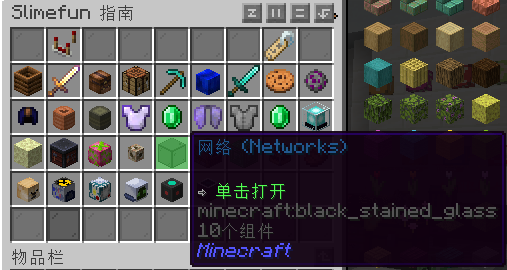 Slimefun 指南
网络 (Networks)
⇨ 单击打开
minecraft:black_stained_glass
10个组件
Minecraft
物品栏